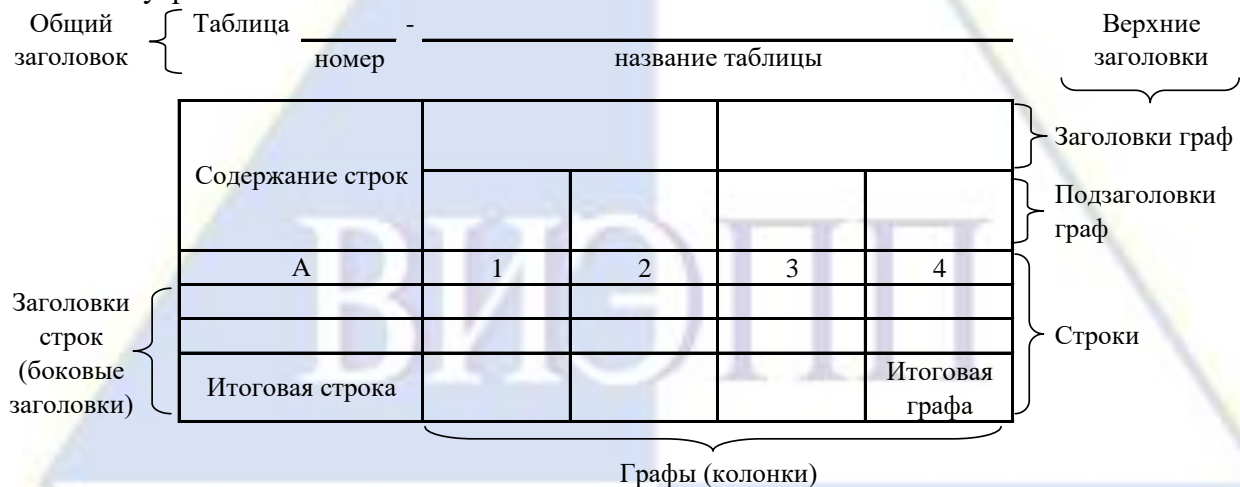 Общий
заголовок
Таблица -
номер
название таблицы
Верхние
заголовки
Содержание строк
Заголовки граф
Подзаголовки
граф
А 1 2 3 4
Заголовки
строк
(боковые
заголовки)
Строки
Итоговая строка
Итоговая
графа
Графы (колонки)
ВИЭПП